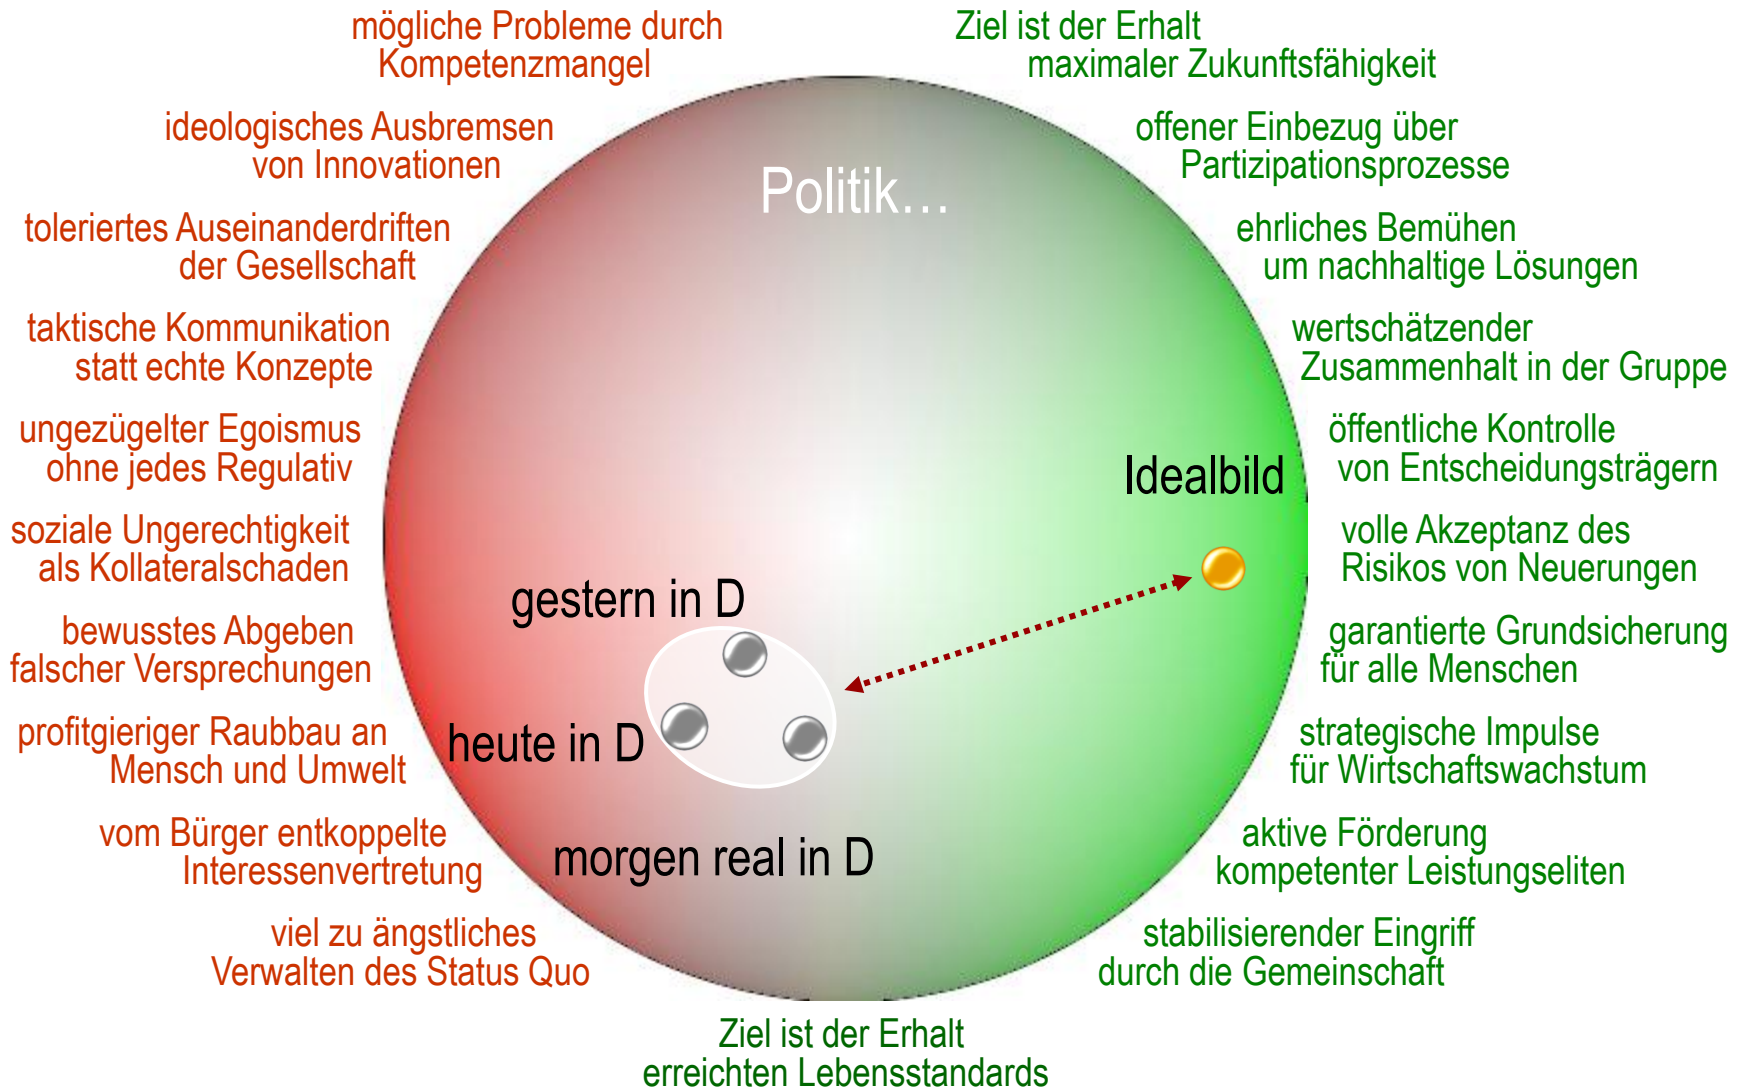 mögliche Probleme durch
Kompetenzmangel
ideologisches Ausbremsen
von Innovationen
toleriertes Auseinanderdriften
der Gesellschaft
taktische Kommunikation
statt echte Konzepte
ungezügelter Egoismus
ohne jedes Regulativ
soziale Ungerechtigkeit
als Kollateralschaden
bewusstes Abgeben
falscher Versprechungen
profitgieriger Raubbau an
Mensch und Umwelt
vom Bürger entkoppelte
Interessenvertretung
viel zu ängstliches
Verwalten des Status Quo
Politik…
Idealbild
gestern in D
heute in D
morgen real in D
Ziel ist der Erhalt
maximaler Zukunftsfähigkeit
offener Einbezug über
Partizipationsprozesse
ehrliches Bemühen
um nachhaltige Lösungen
wertschätzender
Zusammenhalt in der Gruppe
öffentliche Kontrolle
von Entscheidungsträgern
volle Akzeptanz des
Risikos von Neuerungen
garantierte Grundsicherung
für alle Menschen
strategische Impulse
für Wirtschaftswachstum
aktive Förderung
kompetenter Leistungseliten
stabilisierender Eingriff
durch die Gemeinschaft
Ziel ist der Erhalt
erreichten Lebensstandards